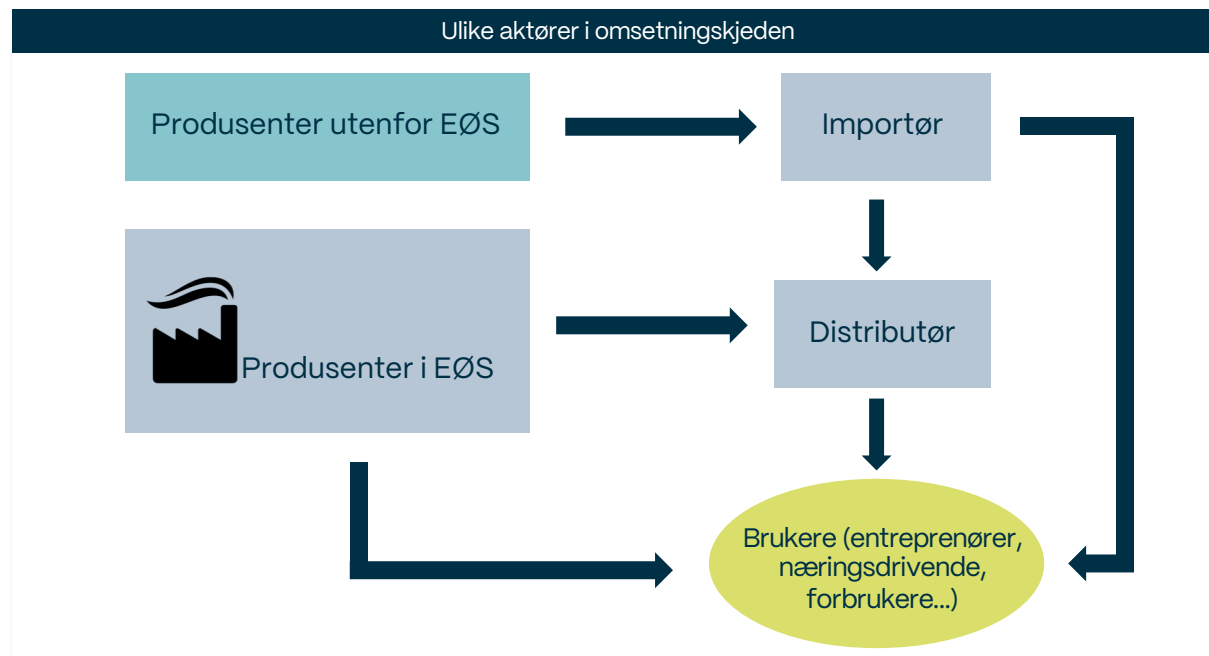 Ulike aktører i omsetningskjeden
Produsenter utenfor EØS
Importør
Produsenter i EØS
Distributør
Brukere (entreprenører,
næringsdrivende,
forbrukere...)